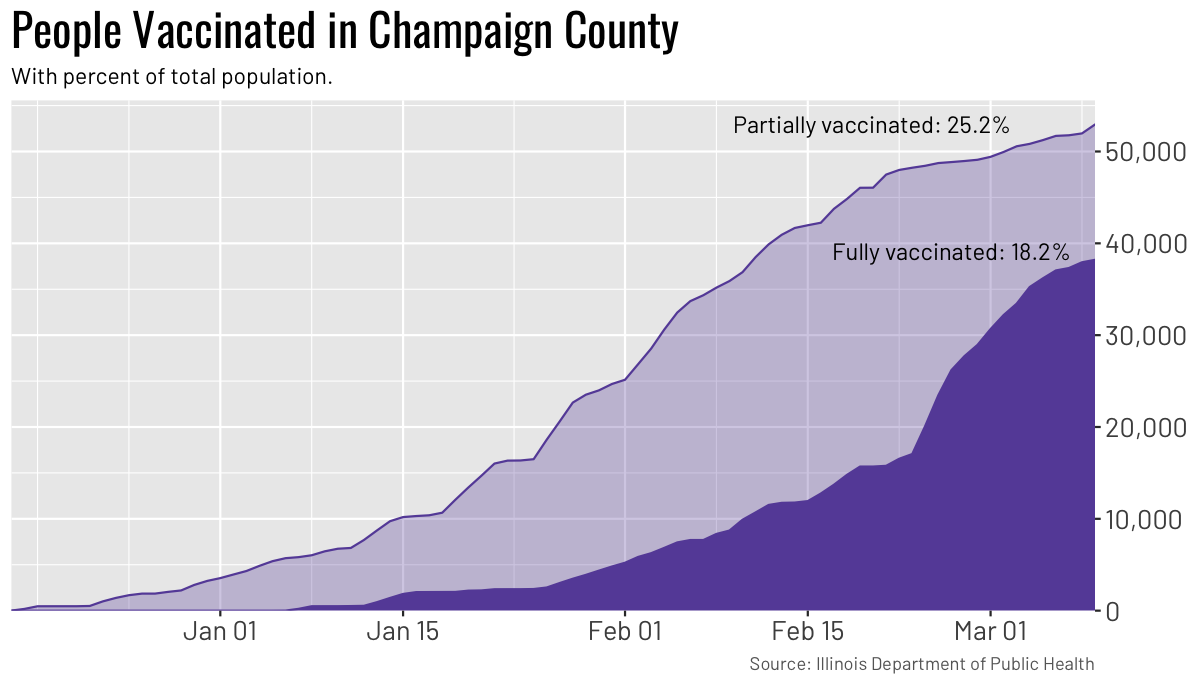 People Vaccinated in Champaign County
With percent of total population.
Partially vaccinated: 25.2%
50,000
Fully vaccinated: 18.2%
40,000
30,000
20,000
10,000
0
Jan 01
Jan 15
Feb 01
Feb 15
Mar 01
Source: Illinois Department of Public Health